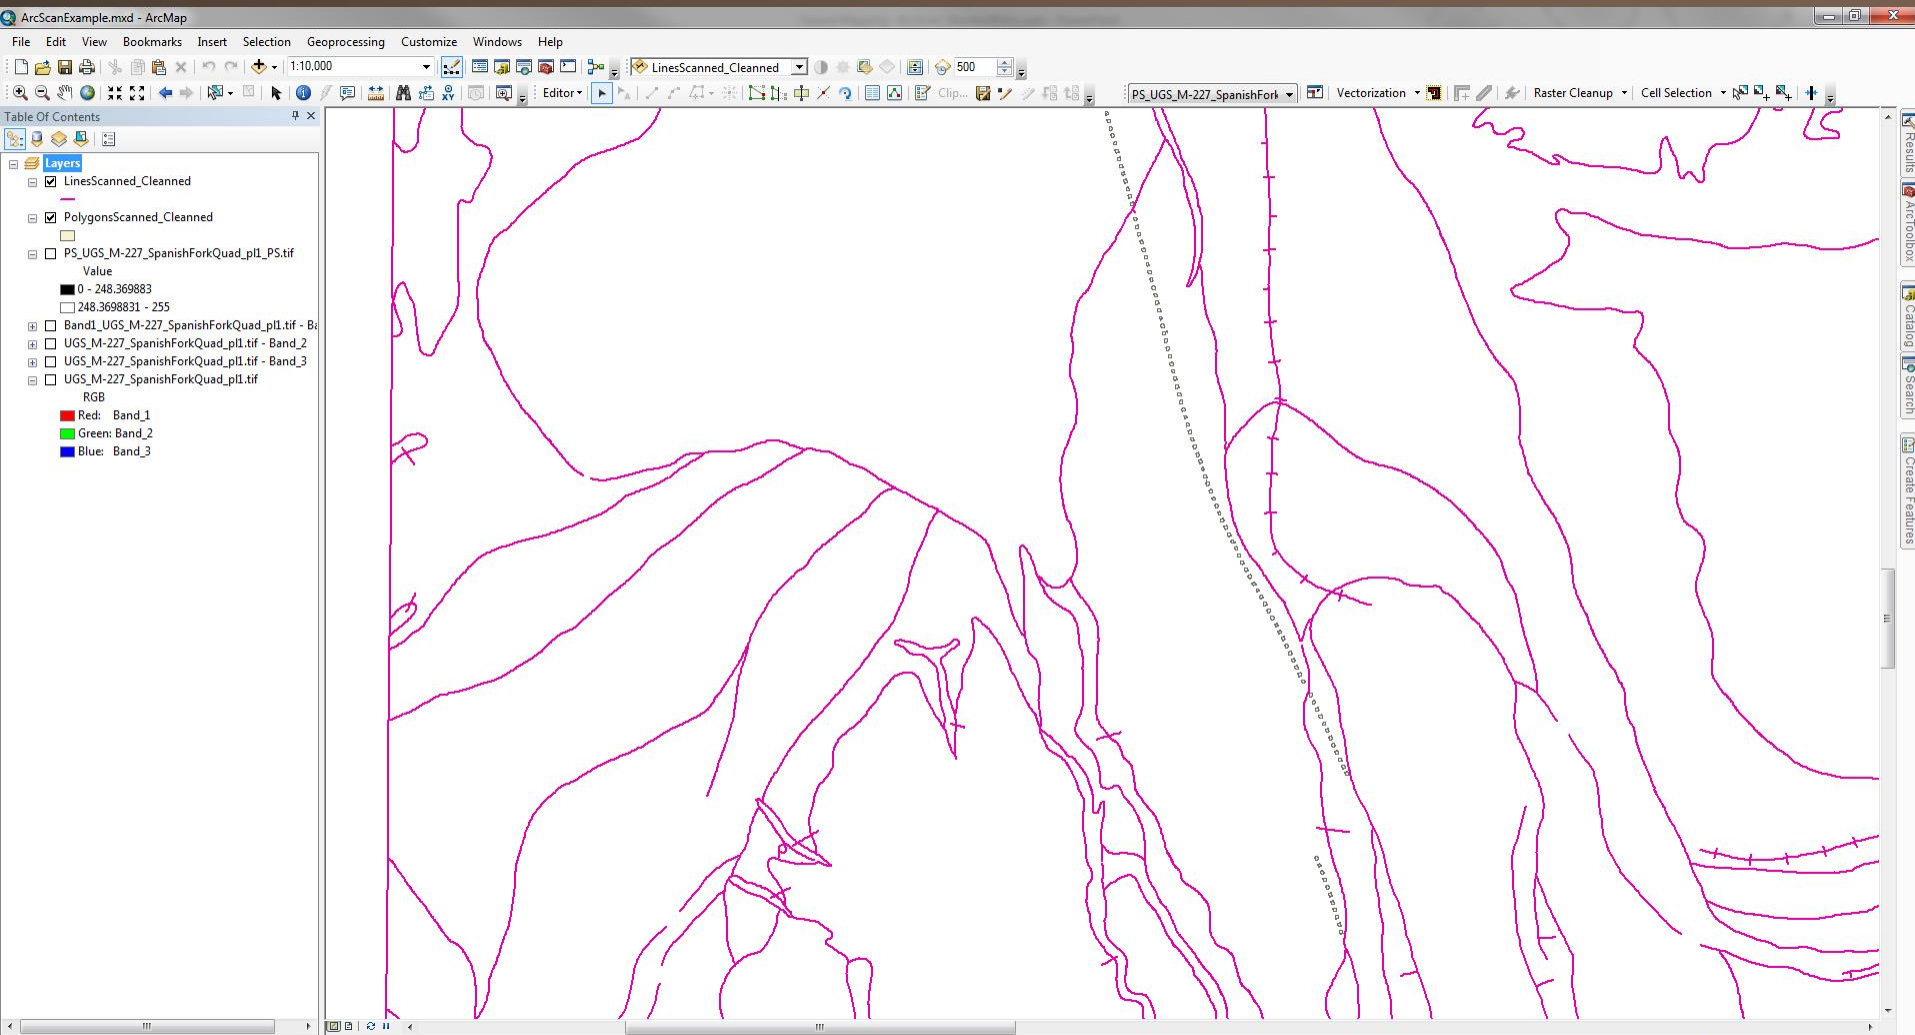 ArcScanExample.mxd - ArcMap
File Edit View Bookmarks Insert Selection Geoprocessing Customize Windows Help
1:10,000 LinesScanned_Cleanned 500
Editor Clip... PS_UGS_M-227_SpanishFork Vectorization Raster Cleanup Cell Selection
Table Of Contents
Layers
LinesScanned_Cleanned
PolygonsScanned_Cleanned
PS_UGS_M-227_SpanishForkQuad_pl1_PS.tif
Value
0 - 248.369883
248.3698831 - 255
Band1_UGS_M-227_SpanishForkQuad_pl1.tif - Ba
UGS_M-227_SpanishForkQuad_pl1.tif - Band_2
UGS_M-227_SpanishForkQuad_pl1.tif - Band_3
UGS_M-227_SpanishForkQuad_pl1.tif
RGB
Red: Band_1
Green: Band_2
Blue: Band_3
Results
ArcToolbox
Catalog
Search
Create Features